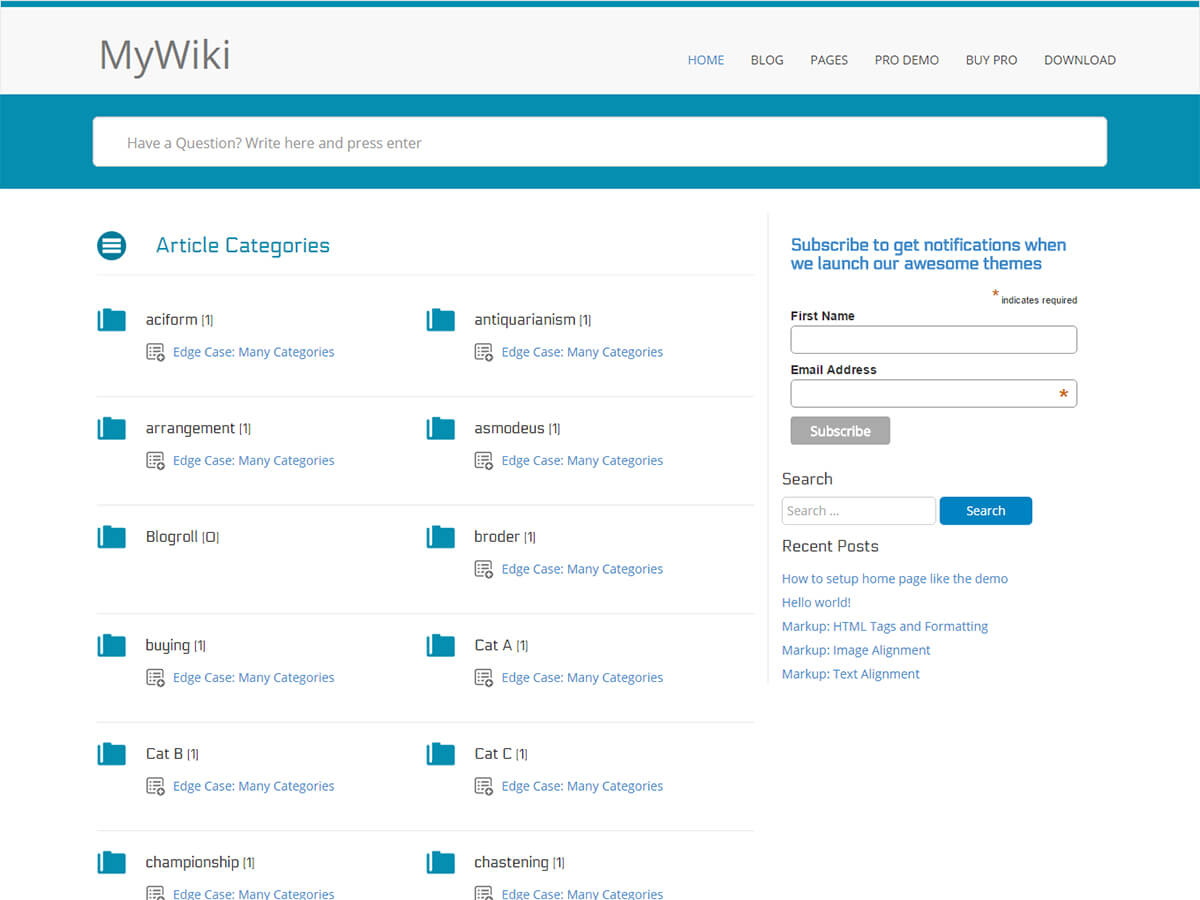 MyWiki
HOME BLOG PAGES PRO DEMO BUY PRO DOWNLOAD
Have a Question? Write here and press enter
Article Categories
aciform [1]
Edge Case: Many Categories
antiquarianism [1]
Edge Case: Many Categories
arrangement [1]
Edge Case: Many Categories
asmodeus [1]
Edge Case: Many Categories
Blogroll [0]
broder [1]
Edge Case: Many Categories
buying [1]
Edge Case: Many Categories
Cat A [1]
Edge Case: Many Categories
Cat B [1]
Edge Case: Many Categories
Cat C [1]
Edge Case: Many Categories
championship [1]
Edge Case: Many Categories
chastening [1]
Edge Case: Many Categories
Subscribe to get notifications when
we launch our awesome themes
* indicates required
First Name
Email Address
*
Subscribe
Search
Search ...
Search
Recent Posts
How to setup home page like the demo
Hello world!
Markup: HTML Tags and Formatting
Markup: Image Alignment
Markup: Text Alignment